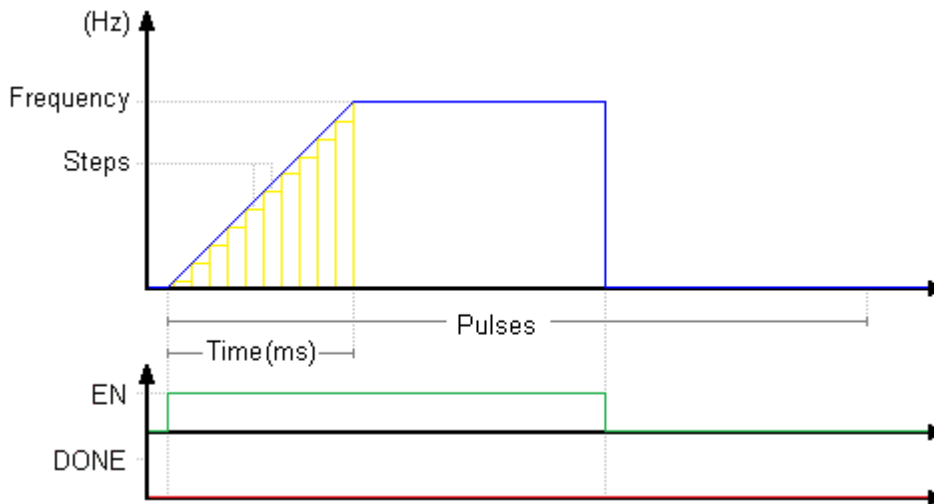 (Hz)
Frequency
Steps
Pulses
Time(ms)
EN
DONE